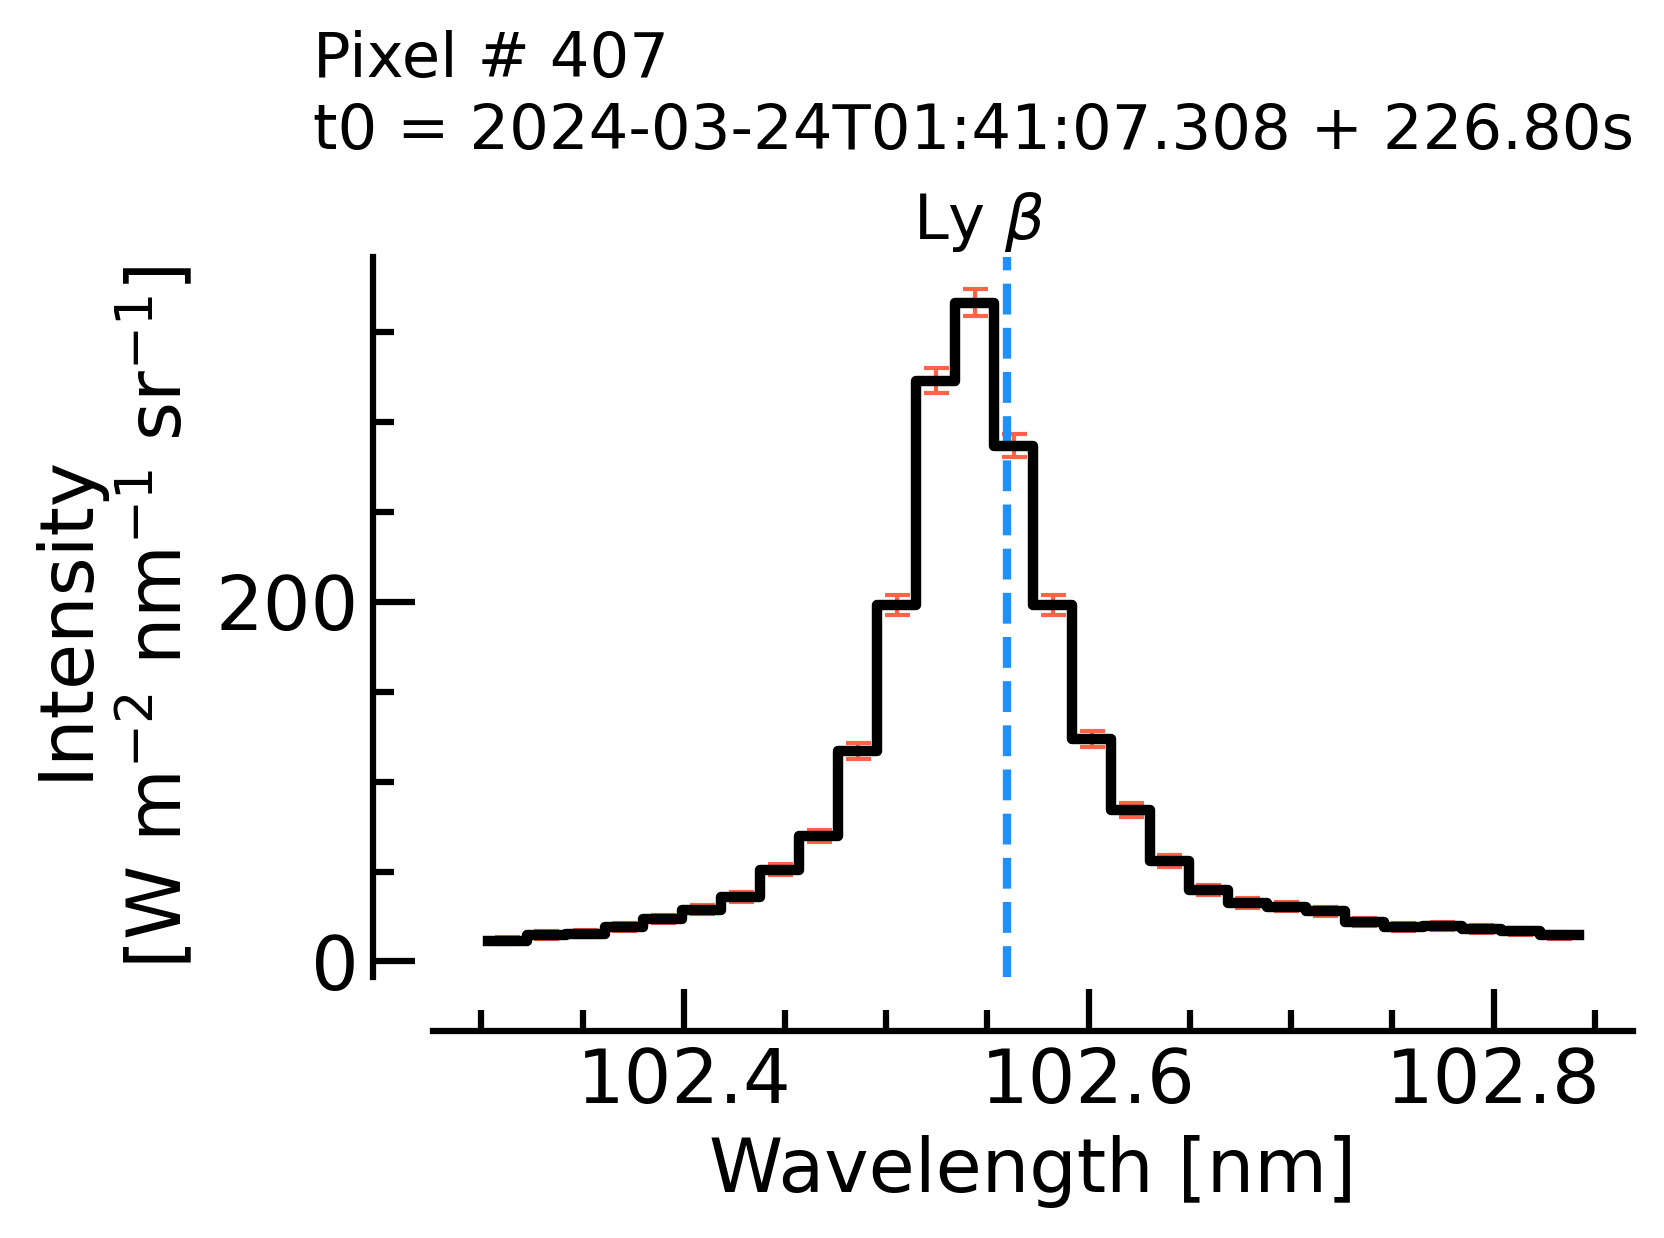 Pixel # 407
t0 = 2024-03-24T01:41:07.308 + 226.80s
Ly β
Intensity
[W m⁻² nm⁻¹ sr⁻¹]
200
0
102.4 102.6 102.8
Wavelength [nm]